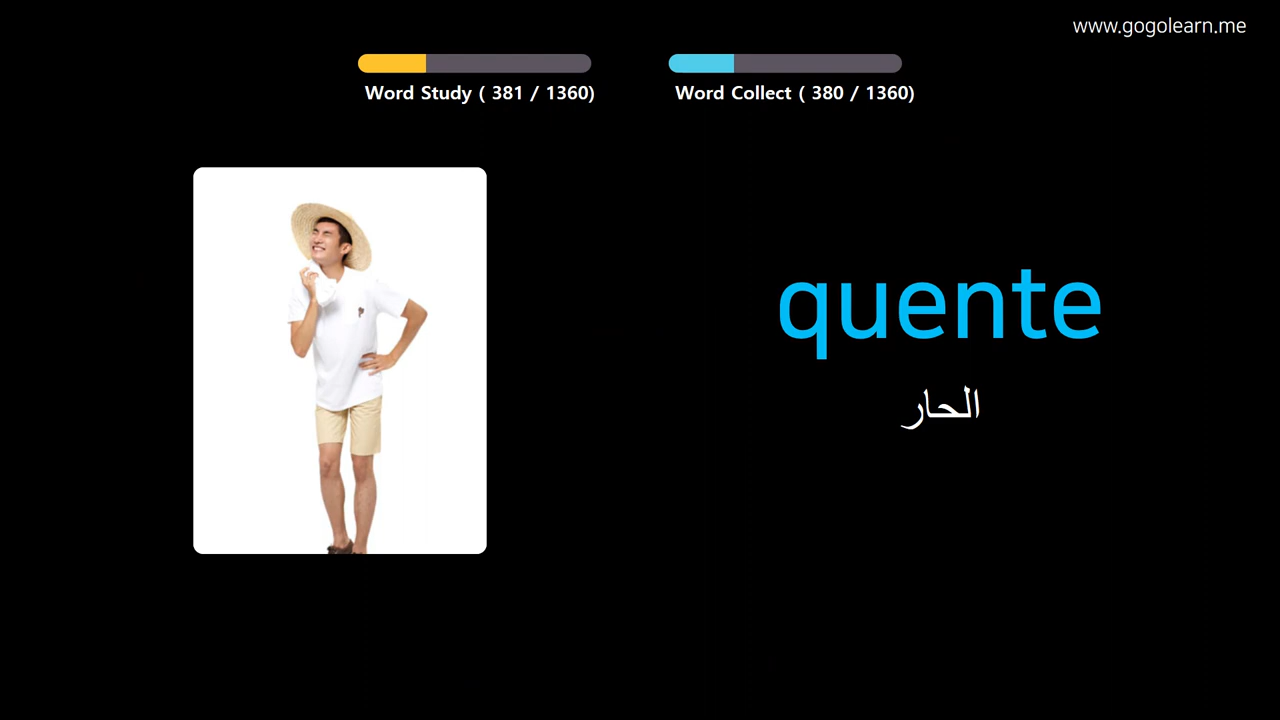 www.gogolearn.me
Word Study ( 381 / 1360)
Word Collect ( 380 / 1360)
quente
الحار